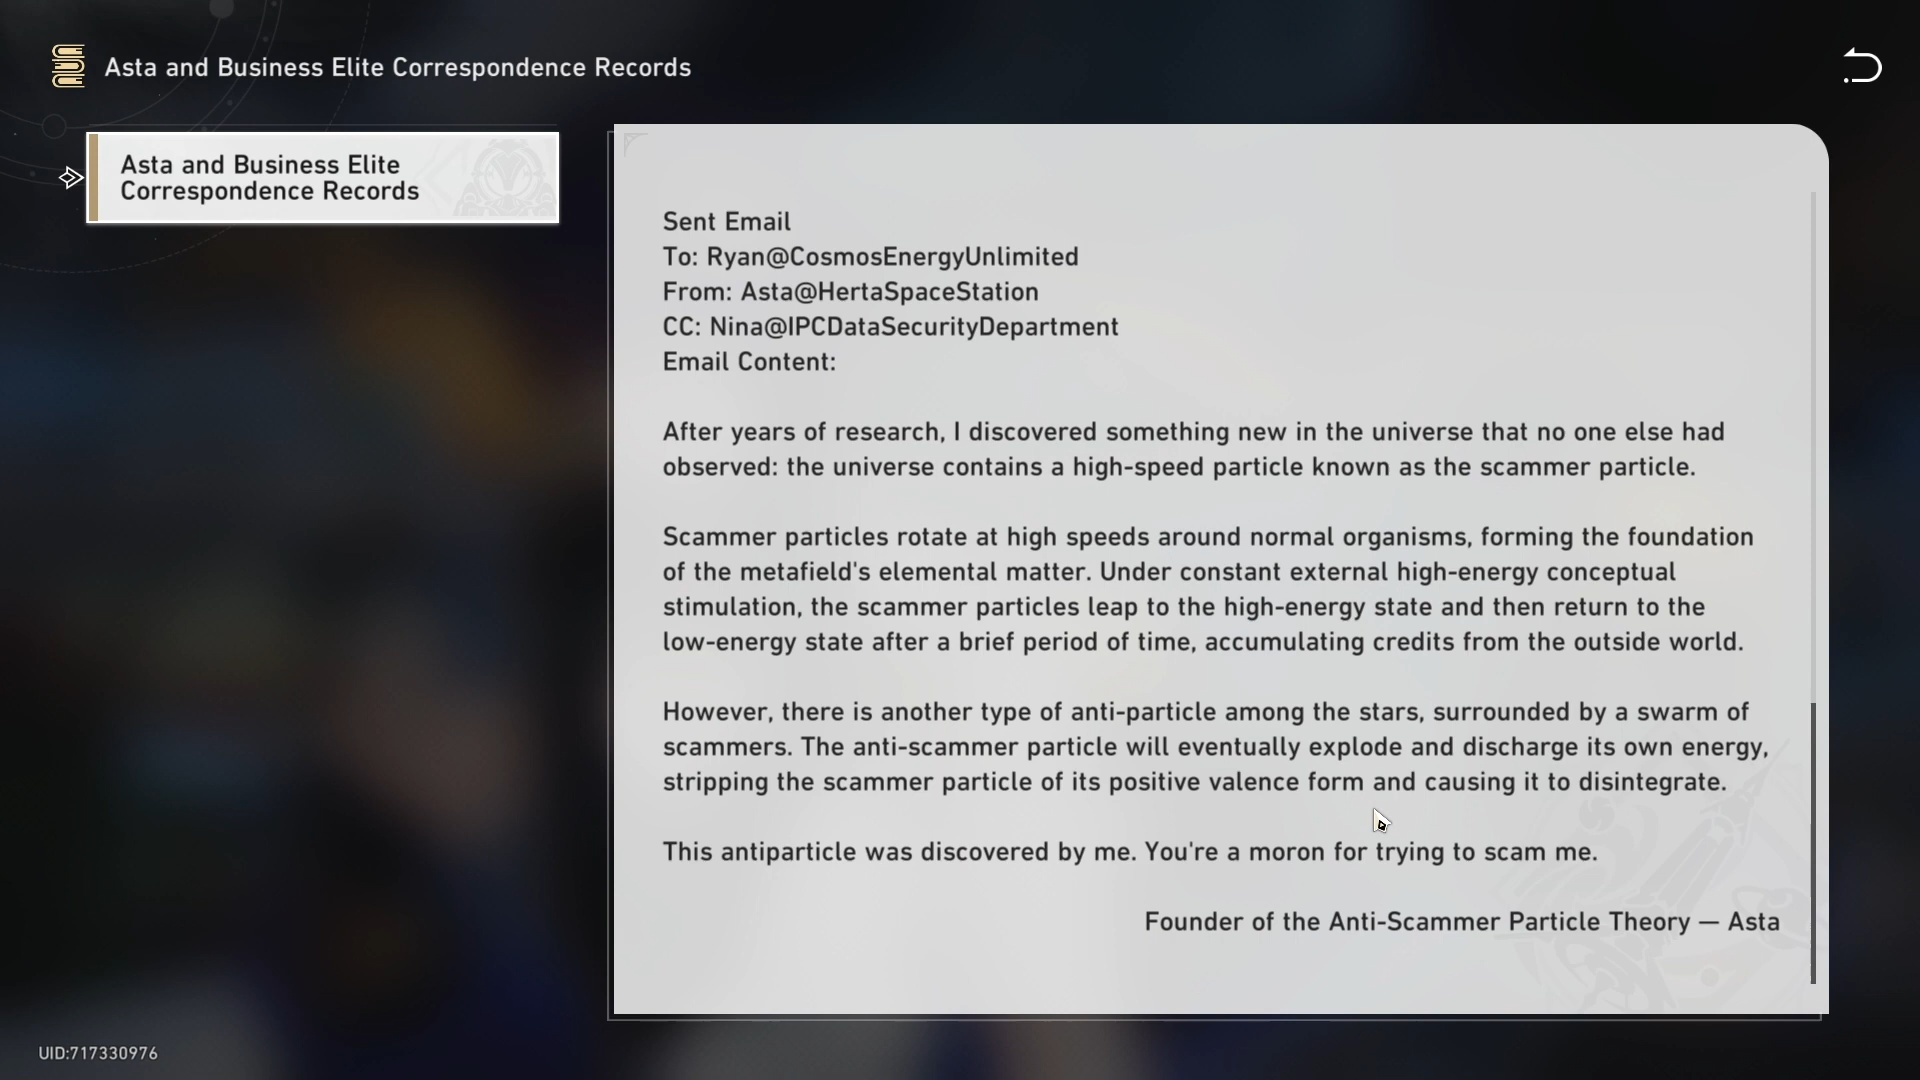 Asta and Business Elite Correspondence Records
Asta and Business Elite
Correspondence Records
Sent Email
To: Ryan@CosmosEnergyUnlimited
From: Asta@HertaSpaceStation
CC: Nina@IPCDataSecurityDepartment
Email Content:
After years of research, I discovered something new in the universe that no one else had
observed: the universe contains a high-speed particle known as the scammer particle.
Scammer particles rotate at high speeds around normal organisms, forming the foundation
of the metafield's elemental matter. Under constant external high-energy conceptual
stimulation, the scammer particles leap to the high-energy state and then return to the
low-energy state after a brief period of time, accumulating credits from the outside world.
However, there is another type of anti-particle among the stars, surrounded by a swarm of
scammers. The anti-scammer particle will eventually explode and discharge its own energy,
stripping the scammer particle of its positive valence form and causing it to disintegrate.
This antiparticle was discovered by me. You're a moron for trying to scam me.
Founder of the Anti-Scammer Particle Theory — Asta
UID:717330976